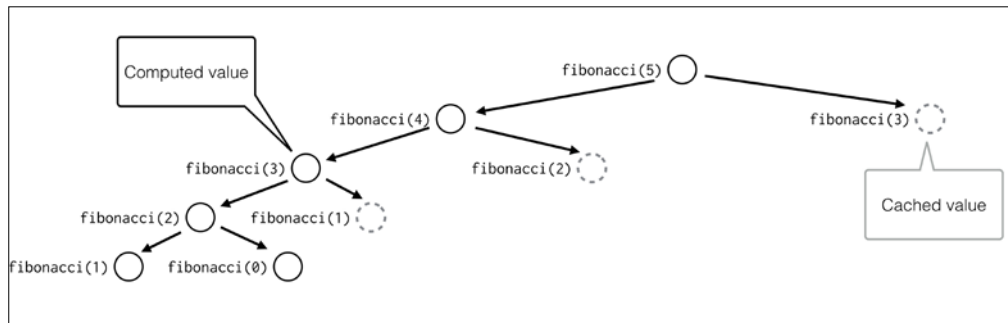 Computed value
fibonacci(5)
fibonacci(4)
fibonacci(3)
fibonacci(3)
fibonacci(2)
fibonacci(2)
fibonacci(1)
Cached value
fibonacci(1)
fibonacci(0)